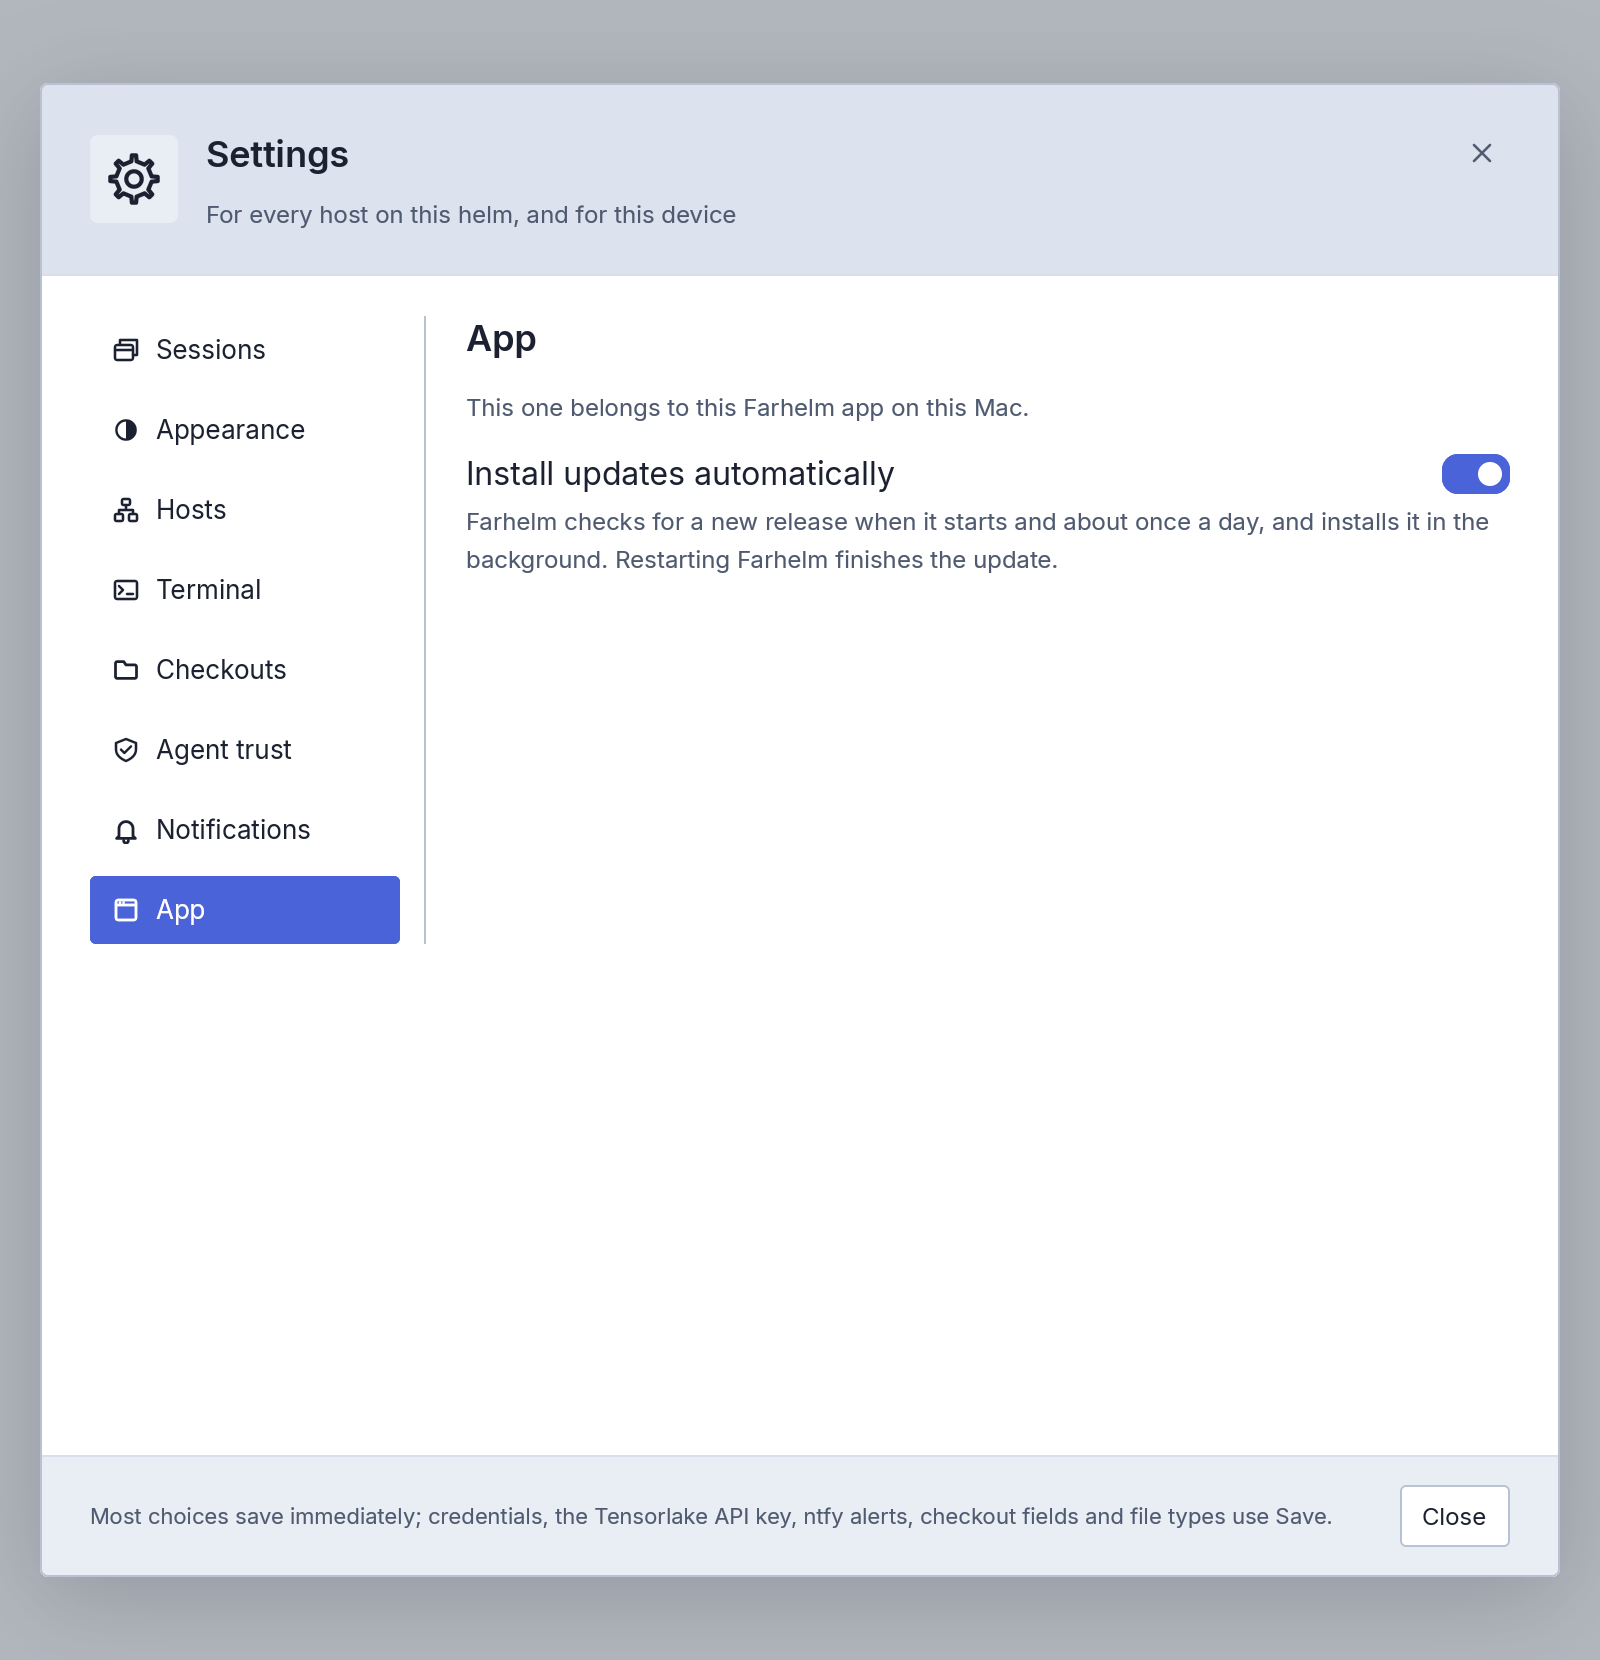 Settings
For every host on this helm, and for this device
Sessions
Appearance
Hosts
Terminal
Checkouts
Agent trust
Notifications
App
App
This one belongs to this Farhelm app on this Mac.
Install updates automatically
Farhelm checks for a new release when it starts and about once a day, and installs it in the
background. Restarting Farhelm finishes the update.
Most choices save immediately; credentials, the Tensorlake API key, ntfy alerts, checkout fields and file types use Save.
Close